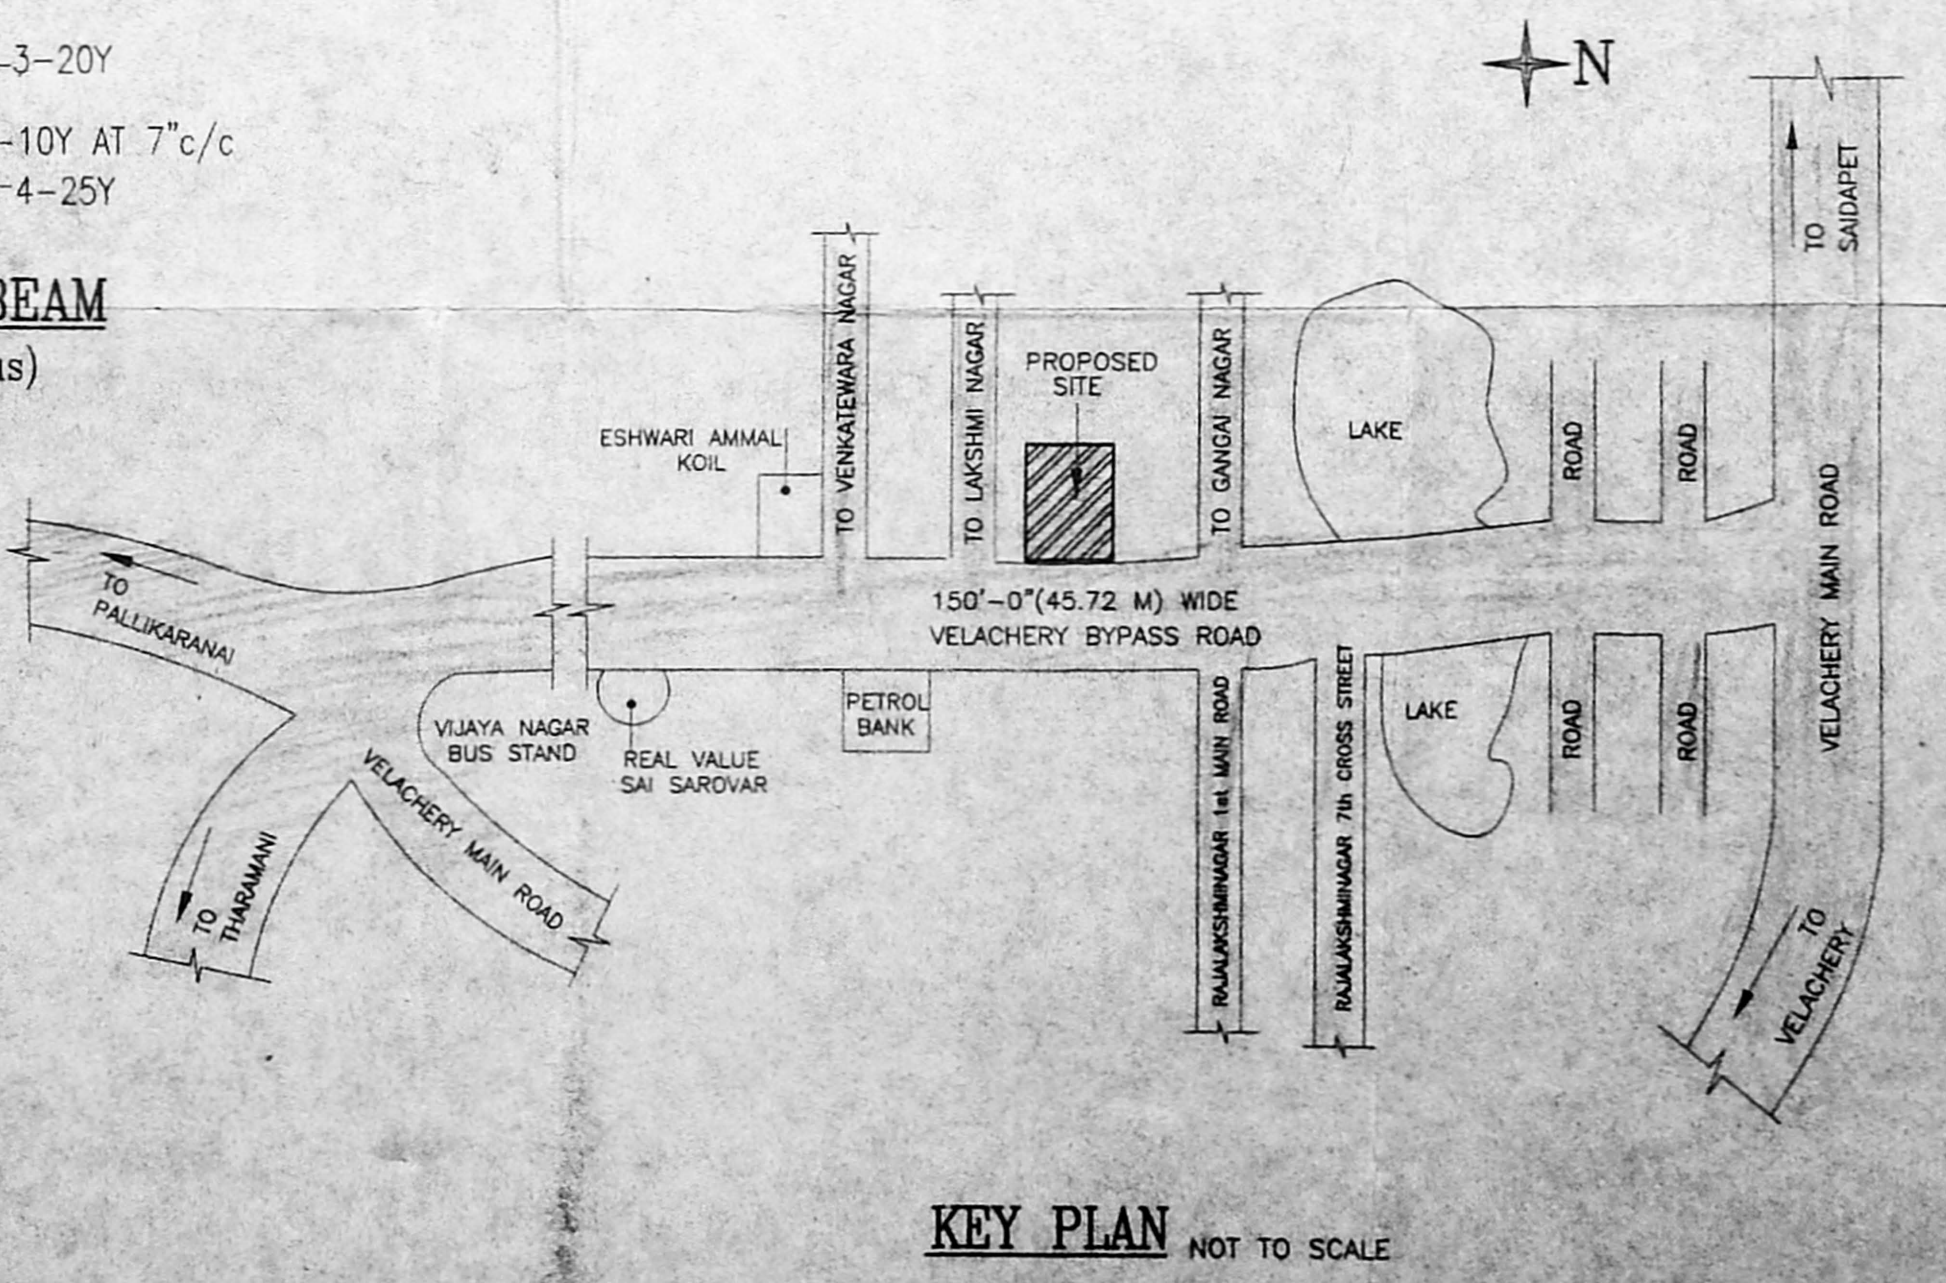 -3-20Y
-10Y AT 7"c/c
-4-25Y
BEAM
N
TO
SAIDAPET
TO VENKATEWARA NAGAR
TO LAKSHMI NAGAR
PROPOSED
SITE
TO GANGAI NAGAR
LAKE
ROAD
ROAD
ESHWARI AMMAL
KOIL
VELACHERY MAIN ROAD
TO
PALLIKARANAI
150'-0"(45.72 M) WIDE
VELACHERY BYPASS ROAD
VIJAYA NAGAR
BUS STAND
REAL VALUE
SAI SAROVAR
PETROL
BANK
RAJALAKSHMINAGAR 1st MAIN ROAD
RAJALAKSHMINAGAR 7th CROSS STREET
LAKE
ROAD
ROAD
VELACHERY MAIN ROAD
TO
THARAMANI
TO
VELACHERY
KEY PLAN NOT TO SCALE